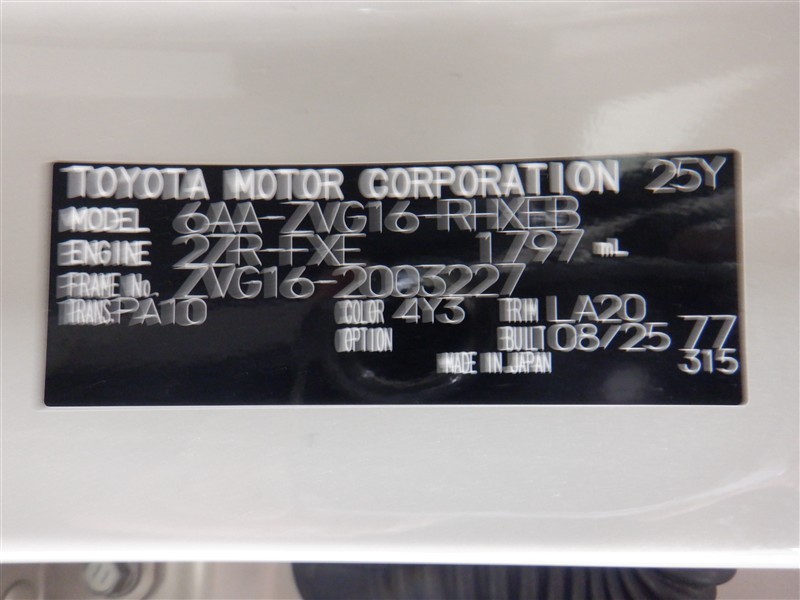 TOYOTA MOTOR CORPORATION 25Y
MODEL 6AA-ZVG16-RHXEB
ENGINE 2ZR-FXE 1797 mL
FRAME No. ZVG16-2003227
TRANS. PA10 COLOR 4Y3 TRIM LA20
OPTION BUILT 08/25 77
MADE IN JAPAN 315